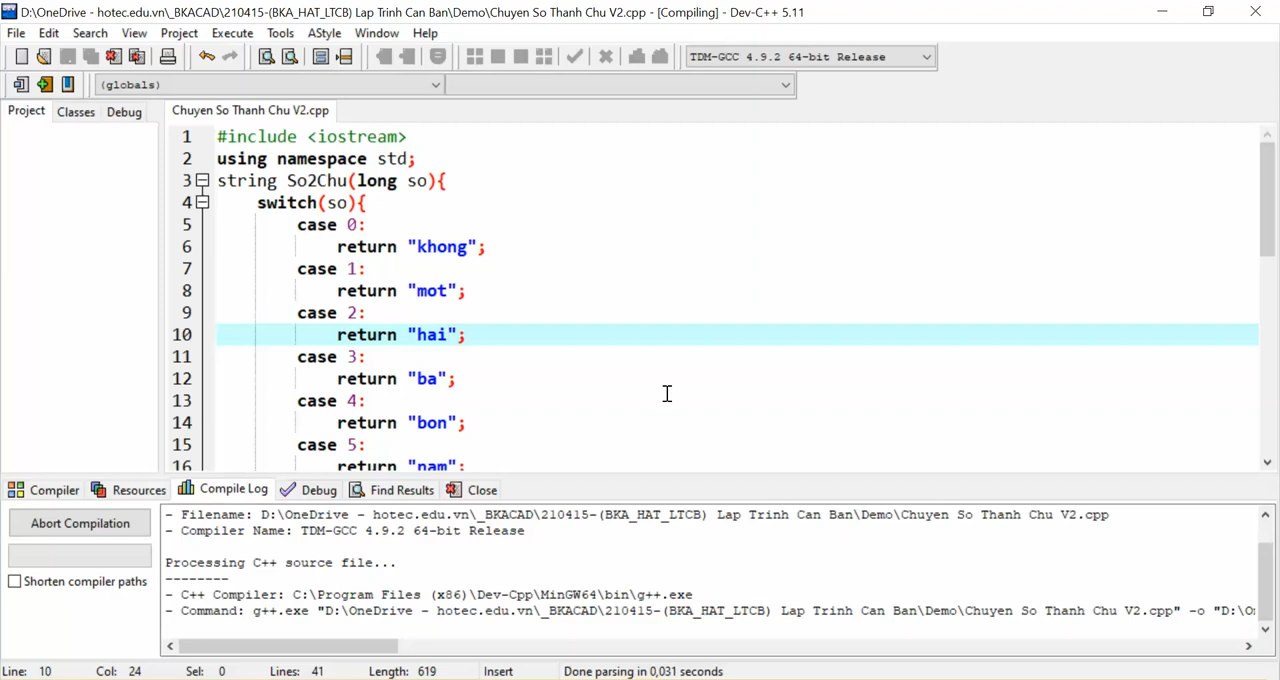 D:\OneDrive - hotec.edu.vn\_BKACAD\210415-(BKA_HAT_LTCB) Lap Trinh Can Ban\Demo\Chuyen So Thanh Chu V2.cpp - [Compiling] - Dev-C++ 5.11
File Edit Search View Project Execute Tools AStyle Window Help
TDM-GCC 4.9.2 64-bit Release
(globals)
Project Classes Debug
Chuyen So Thanh Chu V2.cpp
1 #include <iostream>
2 using namespace std;
3 string So2Chu(long so){
4 switch(so){
5 case 0:
6 return "khong";
7 case 1:
8 return "mot";
9 case 2:
10 return "hai";
11 case 3:
12 return "ba";
13 case 4:
14 return "bon";
15 case 5:
16 return "nam";
Compiler Resources Compile Log Debug Find Results Close
Abort Compilation
Shorten compiler paths
- Filename: D:\OneDrive - hotec.edu.vn\_BKACAD\210415-(BKA_HAT_LTCB) Lap Trinh Can Ban\Demo\Chuyen So Thanh Chu V2.cpp
- Compiler Name: TDM-GCC 4.9.2 64-bit Release
Processing C++ source file...
--------
- C++ Compiler: C:\Program Files (x86)\Dev-Cpp\MinGW64\bin\g++.exe
- Command: g++.exe "D:\OneDrive - hotec.edu.vn\_BKACAD\210415-(BKA_HAT_LTCB) Lap Trinh Can Ban\Demo\Chuyen So Thanh Chu V2.cpp" -o "D:\O
Line: 10 Col: 24 Sel: 0 Lines: 41 Length: 619 Insert Done parsing in 0,031 seconds